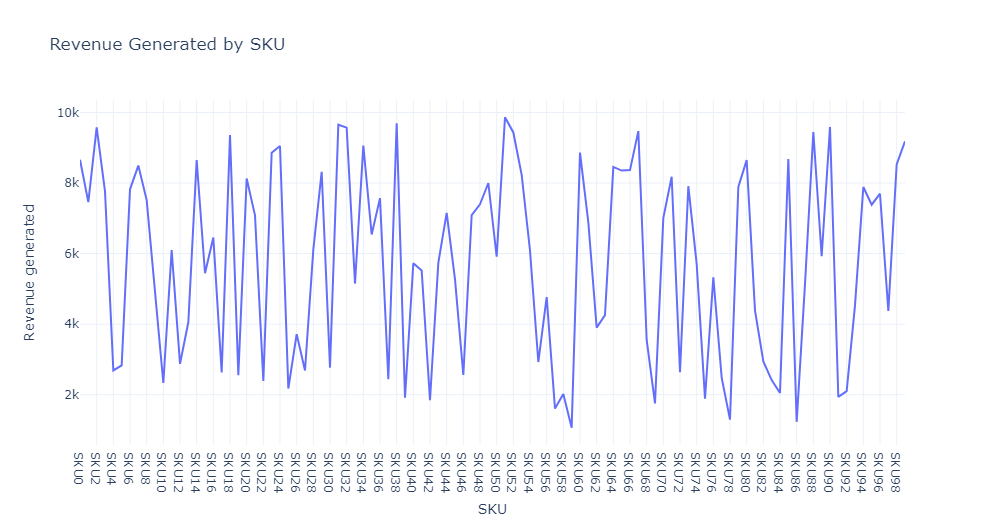 Revenue Generated by SKU
10k
8k
6k
4k
2k
Revenue generated
SKU0
SKU2
SKU4
SKU6
SKU8
SKU10
SKU12
SKU14
SKU16
SKU18
SKU20
SKU22
SKU24
SKU26
SKU28
SKU30
SKU32
SKU34
SKU36
SKU38
SKU40
SKU42
SKU44
SKU46
SKU48
SKU50
SKU52
SKU54
SKU56
SKU58
SKU60
SKU62
SKU64
SKU66
SKU68
SKU70
SKU72
SKU74
SKU76
SKU78
SKU80
SKU82
SKU84
SKU86
SKU88
SKU90
SKU92
SKU94
SKU96
SKU98
SKU